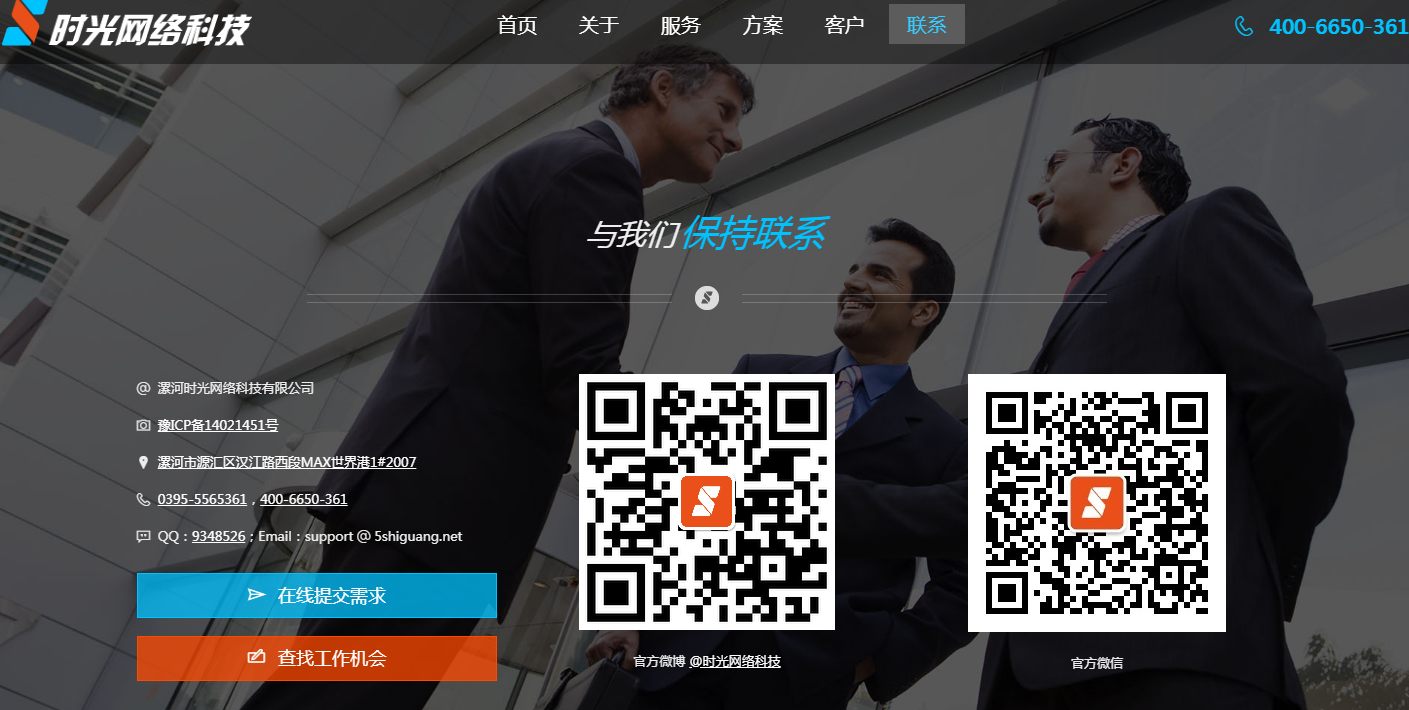 时光网络科技
首页 关于 服务 方案 客户 联系
400-6650-361
与我们保持联系
@ 漯河时光网络科技有限公司
豫ICP备14021451号
漯河市源汇区汉江路西段MAX世界港1#2007
0395-5565361，400-6650-361
QQ：9348526；Email：support @ 5shiguang.net
在线提交需求
查找工作机会
官方微博 @时光网络科技
官方微信